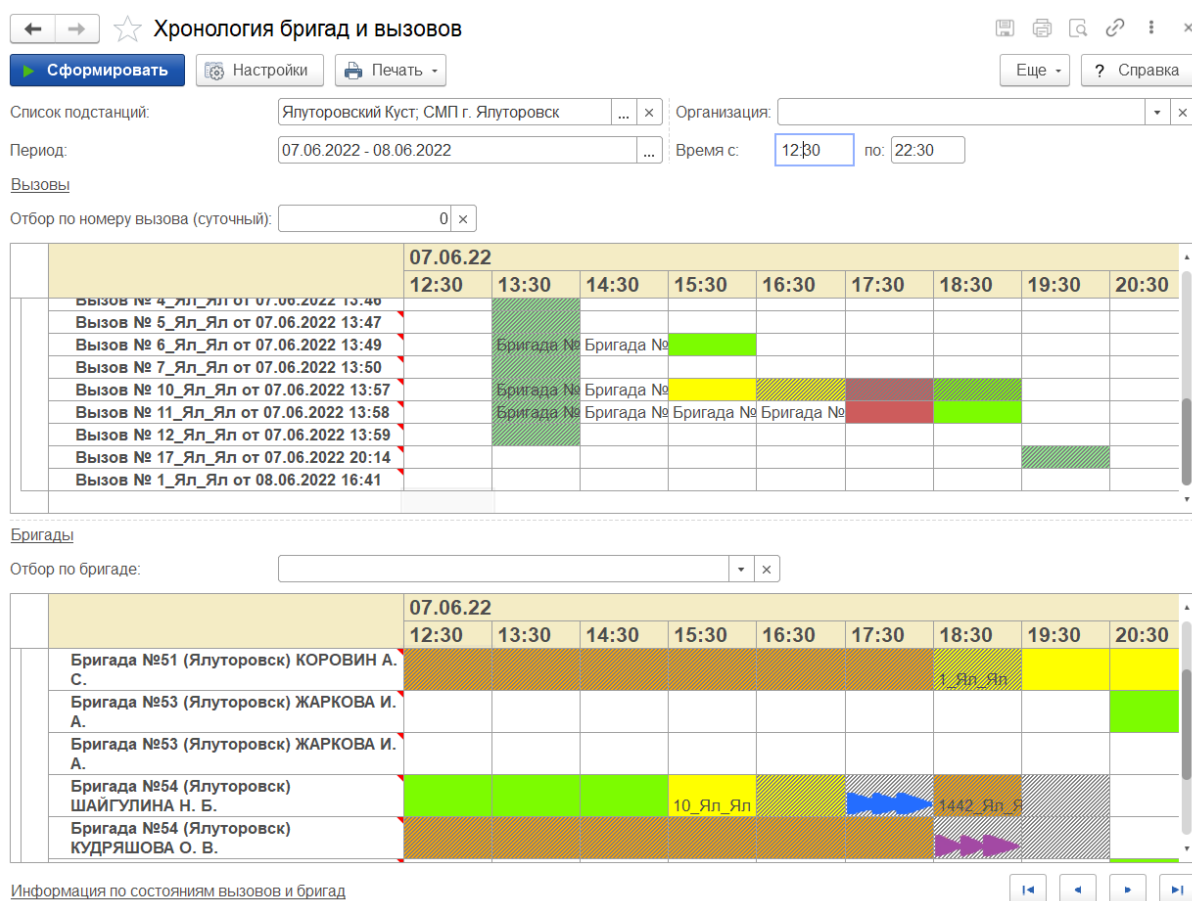 Хронология бригад и вызовов
Сформировать Настройки Печать Еще ? Справка
Список подстанций: Ялуторовский Куст; СМП г. Ялуторовск ... × Организация:
Период: 07.06.2022 - 08.06.2022 ... Время с: 12:30 по: 22:30
Вызовы
Отбор по номеру вызова (суточный): 0 ×
07.06.22
12:30 13:30 14:30 15:30 16:30 17:30 18:30 19:30 20:30
Вызов № 4_Ял_Ял от 07.06.2022 13:46
Вызов № 5_Ял_Ял от 07.06.2022 13:47
Вызов № 6_Ял_Ял от 07.06.2022 13:49 Бригада № Бригада №
Вызов № 7_Ял_Ял от 07.06.2022 13:50
Вызов № 10_Ял_Ял от 07.06.2022 13:57 Бригада № Бригада №
Вызов № 11_Ял_Ял от 07.06.2022 13:58 Бригада № Бригада № Бригада № Бригада №
Вызов № 12_Ял_Ял от 07.06.2022 13:59
Вызов № 17_Ял_Ял от 07.06.2022 20:14
Вызов № 1_Ял_Ял от 08.06.2022 16:41
Бригады
Отбор по бригаде:
07.06.22
12:30 13:30 14:30 15:30 16:30 17:30 18:30 19:30 20:30
Бригада №51 (Ялуторовск) КОРОВИН А.
С. 1_Ял_Ял
Бригада №53 (Ялуторовск) ЖАРКОВА И.
А.
Бригада №53 (Ялуторовск) ЖАРКОВА И.
А.
Бригада №54 (Ялуторовск)
ШАЙГУЛИНА Н. Б. 10_Ял_Ял 1442_Ял_Я
Бригада №54 (Ялуторовск)
КУДРЯШОВА О. В.
Информация по состояниям вызовов и бригад